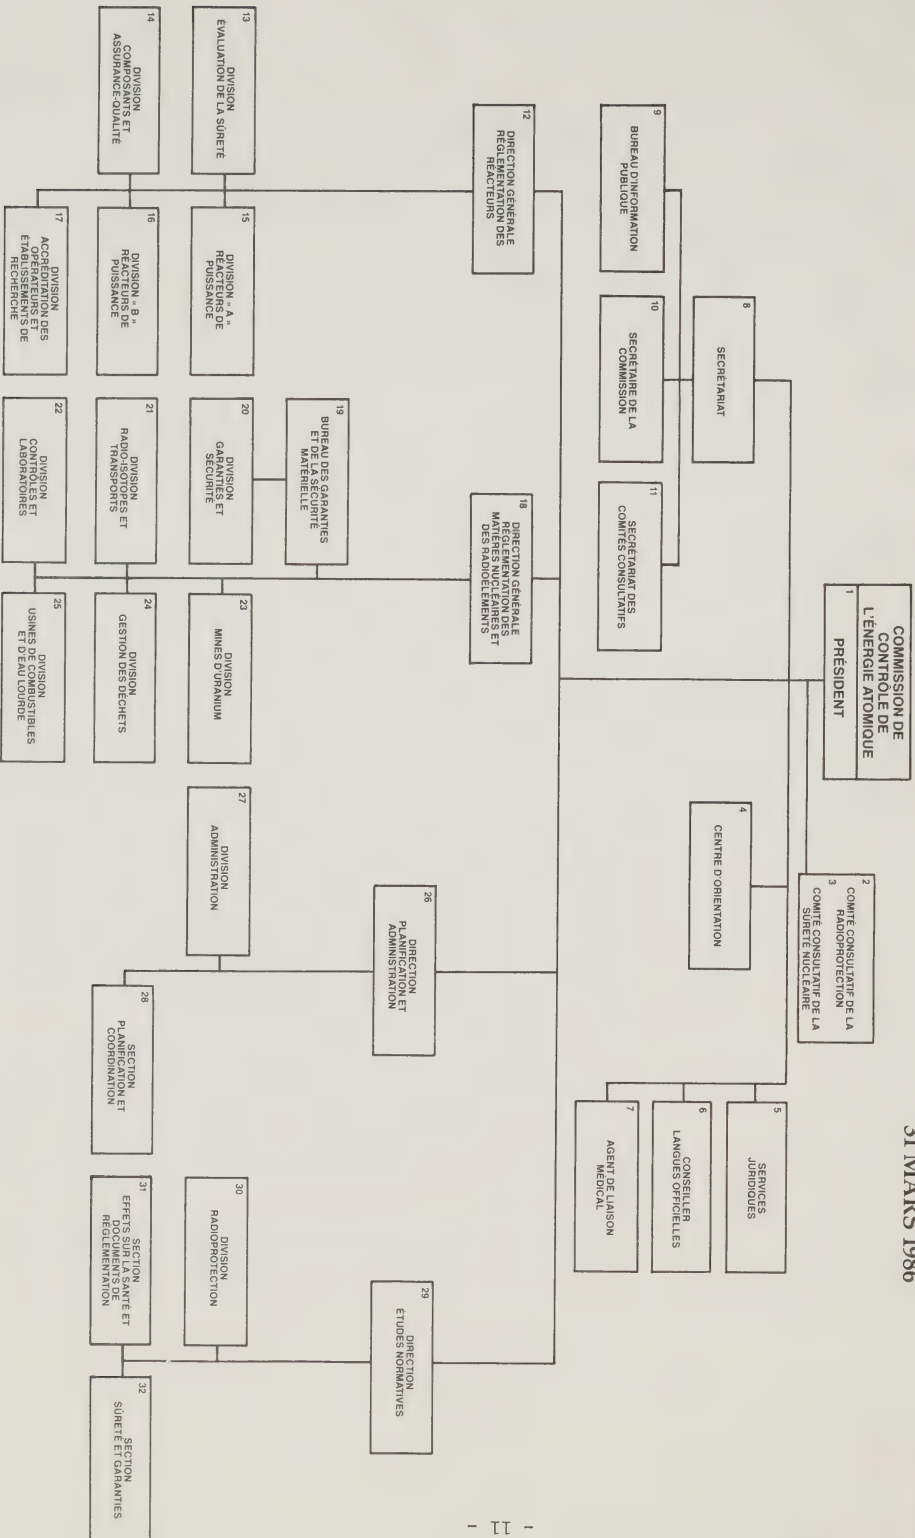 31 MARS 1986
COMMISSION DE
CONTRÔLE DE
L'ÉNERGIE ATOMIQUE
1
PRÉSIDENT
2
COMITÉ CONSULTATIF DE LA
RADIOPROTECTION
3
COMITÉ CONSULTATIF DE LA
SÛRETÉ NUCLÉAIRE
4
CENTRE D'ORIENTATION
5
SERVICES
JURIDIQUES
6
CONSEILLER
LANGUES OFFICIELLES
7
AGENT DE LIAISON
MÉDICAL
8
SECRÉTARIAT
9
BUREAU D'INFORMATION
PUBLIQUE
10
SECRÉTAIRE DE LA
COMMISSION
11
SECRÉTARIAT DES
COMITÉS CONSULTATIFS
12
DIRECTION GÉNÉRALE
RÉGLEMENTATION DES
RÉACTEURS
13
DIVISION
ÉVALUATION DE LA SÛRETÉ
14
DIVISION
COMPOSANTS ET
ASSURANCE-QUALITÉ
15
DIVISION « A »
RÉACTEURS DE
PUISSANCE
16
DIVISION « B »
RÉACTEURS DE
PUISSANCE
17
DIVISION
ACCRÉDITATION DES
OPÉRATEURS ET
ÉTABLISSEMENTS DE
RECHERCHE
18
DIRECTION GÉNÉRALE
RÉGLEMENTATION DES
MATIÈRES NUCLÉAIRES ET
DES RADIOÉLÉMENTS
19
BUREAU DES GARANTIES
ET DE LA SÉCURITÉ
MATÉRIELLE
20
DIVISION
GARANTIES ET
SÉCURITÉ
21
DIVISION
RADIO-ISOTOPES ET
TRANSPORTS
22
DIVISION
CONTRÔLES ET
LABORATOIRES
23
DIVISION
MINES D'URANIUM
24
DIVISION
GESTION DES DÉCHETS
25
DIVISION
USINES DE COMBUSTIBLES
ET D'EAU LOURDE
26
DIRECTION
PLANIFICATION ET
ADMINISTRATION
27
DIVISION
ADMINISTRATION
28
SECTION
PLANIFICATION ET
COORDINATION
29
DIRECTION
ÉTUDES NORMATIVES
30
DIVISION
RADIOPROTECTION
31
SECTION
EFFETS SUR LA SANTÉ ET
DOCUMENTS DE
RÉGLEMENTATION
32
SECTION
SÛRETÉ ET GARANTIES
- 11 -